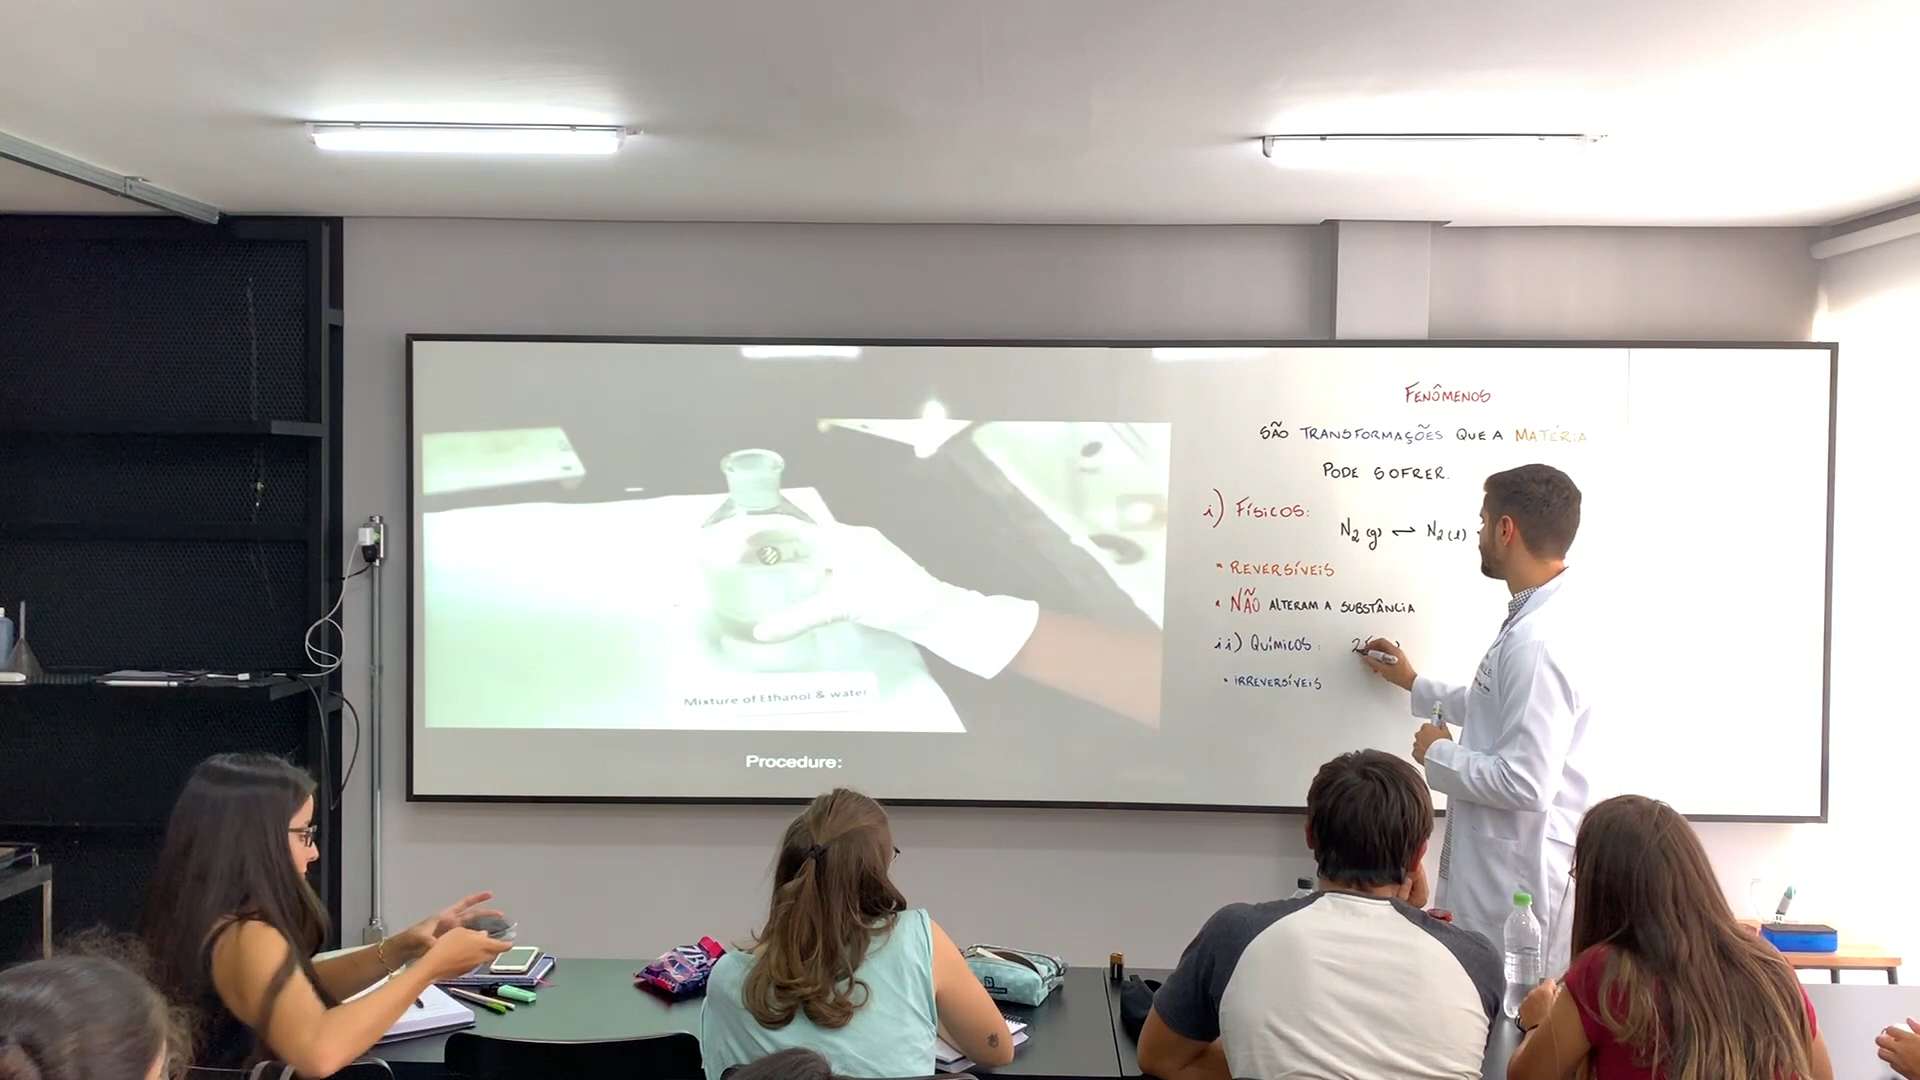 Mixture of Ethanol & water
Procedure:
FENÔMENOS
SÃO TRANSFORMAÇÕES QUE A MATÉRIA
PODE SOFRER.
i) FÍSICOS:
N2(g) ⇌ N2(l)
• REVERSÍVEIS
• NÃO ALTERAM A SUBSTÂNCIA
ii) QUÍMICOS:
• IRREVERSÍVEIS